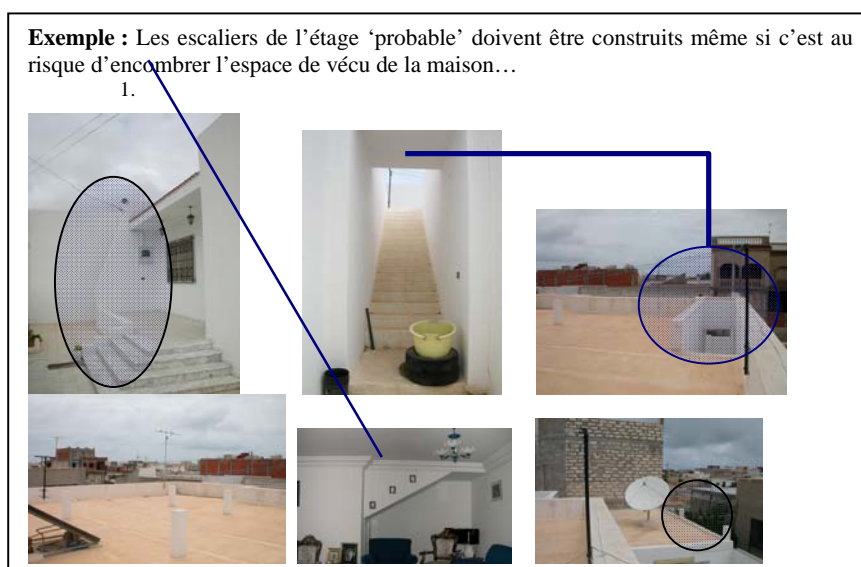 Exemple : Les escaliers de l’étage ‘probable’ doivent être construits même si c’est au
risque d’encombrer l’espace de vécu de la maison…
1.